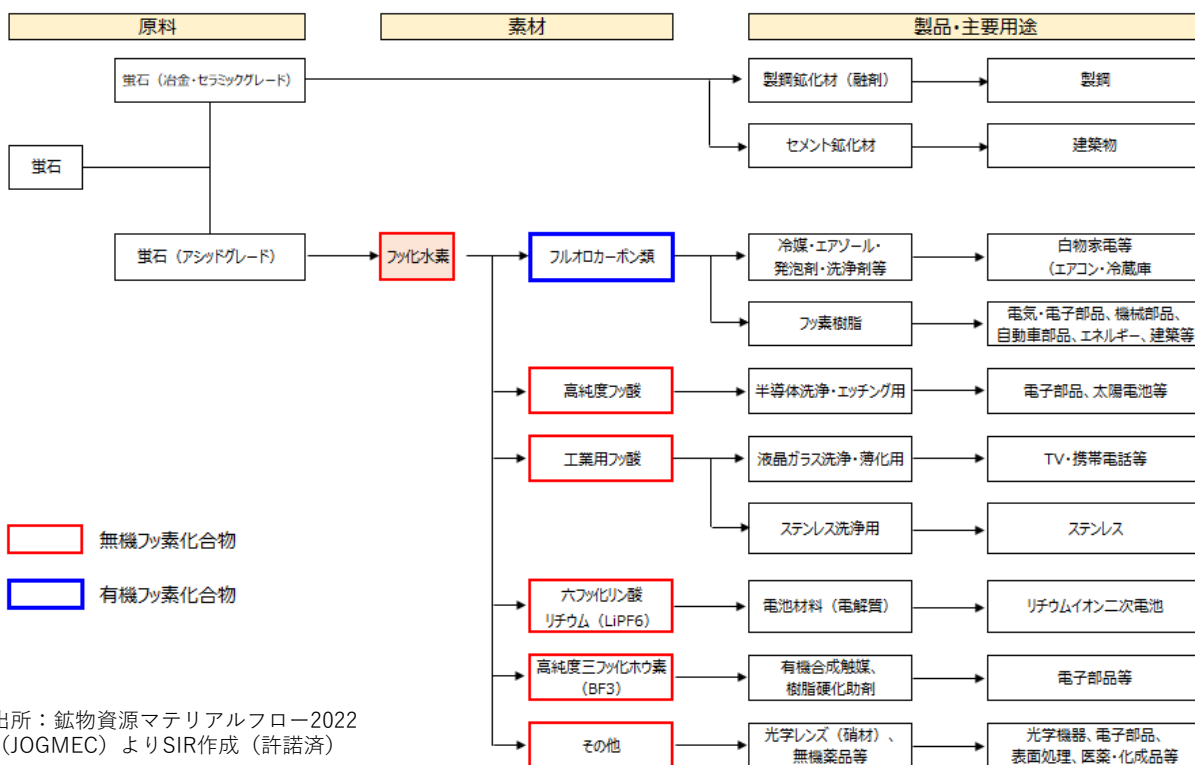 原料
素材
製品・主要用途
蛍石（冶金・セラミックグレード）
製鋼鉱化材（融剤）
製鋼
セメント鉱化材
建築物
蛍石
蛍石（アシッドグレード）
フッ化水素
フルオロカーボン類
冷媒・エアゾール・
発泡剤・洗浄剤等
白物家電等
（エアコン・冷蔵庫
フッ素樹脂
電気・電子部品、機械部品、
自動車部品、エネルギー、建築等
高純度フッ酸
半導体洗浄・エッチング用
電子部品、太陽電池等
工業用フッ酸
液晶ガラス洗浄・薄化用
TV・携帯電話等
ステンレス洗浄用
ステンレス
無機フッ素化合物
有機フッ素化合物
六フッ化リン酸
リチウム（LiPF6）
電池材料（電解質）
リチウムイオン二次電池
高純度三フッ化ホウ素
（BF3）
有機合成触媒、
樹脂硬化助剤
電子部品等
その他
光学レンズ（硝材）、
無機薬品等
光学機器、電子部品、
表面処理、医薬・化成品等
出所：鉱物資源マテリアルフロー2022
（JOGMEC）よりSIR作成（許諾済）